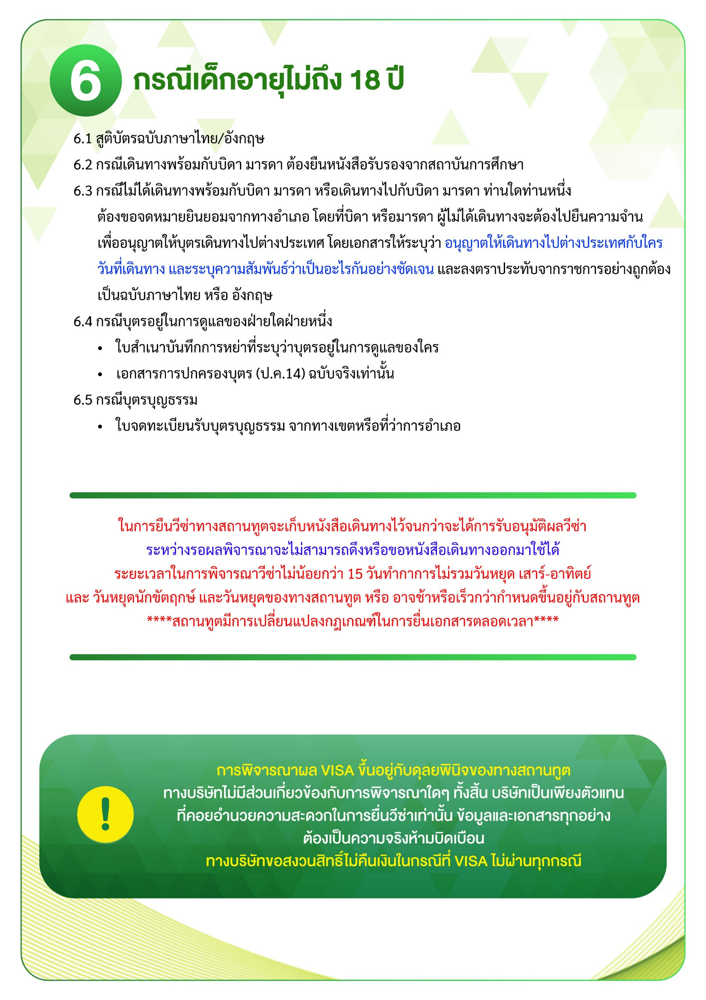 6 กรณีเด็กอายุไม่ถึง 18 ปี
6.1 สูติบัตรฉบับภาษาไทย/อังกฤษ
6.2 กรณีเดินทางพร้อมกับบิดา มารดา ต้องยืนหนังสือรับรองจากสถาบันการศึกษา
6.3 กรณีไม่ได้เดินทางพร้อมกับบิดา มารดา หรือเดินทางไปกับบิดา มารดา ท่านใดท่านหนึ่ง
ต้องขอจดหมายยินยอมจากทางอำเภอ โดยที่บิดา หรือมารดา ผู้ไม่ได้เดินทางจะต้องไปยืนความจำน
เพื่ออนุญาตให้บุตรเดินทางไปต่างประเทศ โดยเอกสารให้ระบุว่า อนุญาตให้เดินทางไปต่างประเทศกับใคร
วันที่เดินทาง และระบุความสัมพันธ์ว่าเป็นอะไรกันอย่างชัดเจน และลงตราประทับจากราชการอย่างถูกต้อง
เป็นฉบับภาษาไทย หรือ อังกฤษ
6.4 กรณีบุตรอยู่ในการดูแลของฝ่ายใดฝ่ายหนึ่ง
• ใบสำเนาบันทึกการหย่าที่ระบุว่าบุตรอยู่ในการดูแลของใคร
• เอกสารการปกครองบุตร (ป.ค.14) ฉบับจริงเท่านั้น
6.5 กรณีบุตรบุญธรรม
• ใบจดทะเบียนรับบุตรบุญธรรม จากทางเขตหรือที่ว่าการอำเภอ
ในการยืนวีซ่าทางสถานทูตจะเก็บหนังสือเดินทางไว้จนกว่าจะได้การรับอนุมัติผลวีซ่า
ระหว่างรอผลพิจารณาจะไม่สามารถดึงหรือขอหนังสือเดินทางออกมาใช้ได้
ระยะเวลาในการพิจารณาวีซ่าไม่น้อยกว่า 15 วันทำกาการไม่รวมวันหยุด เสาร์-อาทิตย์
และ วันหยุดนักขัตฤกษ์ และวันหยุดของทางสถานทูต หรือ อาจช้าหรือเร็วกว่ากำหนดขึ้นอยู่กับสถานทูต
****สถานทูตมีการเปลี่ยนแปลงกฎเกณฑ์ในการยื่นเอกสารตลอดเวลา****
การพิจารณาผล VISA ขึ้นอยู่กับดุลยพินิจของทางสถานทูต
ทางบริษัทไม่มีส่วนเกี่ยวข้องกับการพิจารณาใดๆ ทั้งสิ้น บริษัทเป็นเพียงตัวแทน
ที่คอยอำนวยความสะดวกในการยื่นวีซ่าเท่านั้น ข้อมูลและเอกสารทุกอย่าง
ต้องเป็นความจริงห้ามบิดเบือน
ทางบริษัทขอสงวนสิทธิ์ไม่คืนเงินในกรณีที่ VISA ไม่ผ่านทุกกรณี